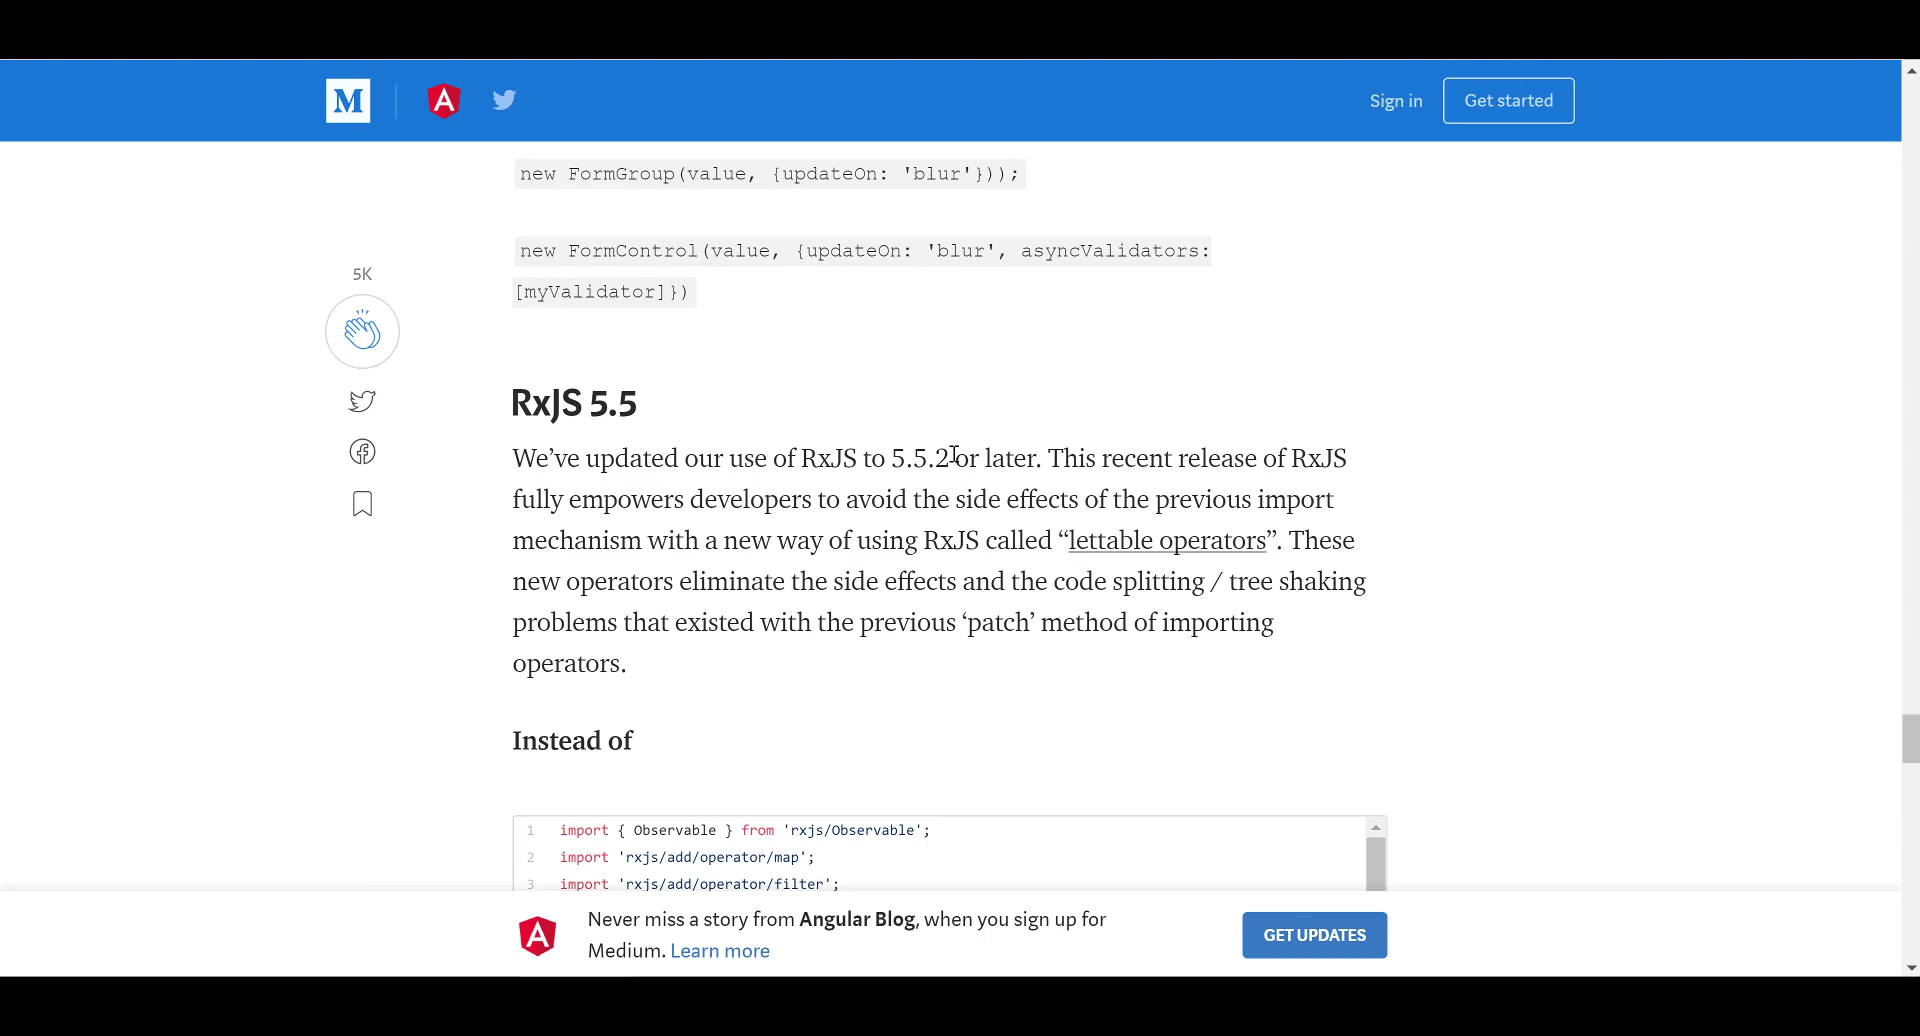 M
A
Sign in
Get started
new FormGroup(value, {updateOn: 'blur'}));
new FormControl(value, {updateOn: 'blur', asyncValidators:
[myValidator]})
5K
RxJS 5.5
We’ve updated our use of RxJS to 5.5.2 or later. This recent release of RxJS
fully empowers developers to avoid the side effects of the previous import
mechanism with a new way of using RxJS called “lettable operators”. These
new operators eliminate the side effects and the code splitting / tree shaking
problems that existed with the previous ‘patch’ method of importing
operators.
Instead of
1 import { Observable } from 'rxjs/Observable';
2 import 'rxjs/add/operator/map';
3 import 'rxjs/add/operator/filter';
A
Never miss a story from Angular Blog, when you sign up for
Medium. Learn more
GET UPDATES